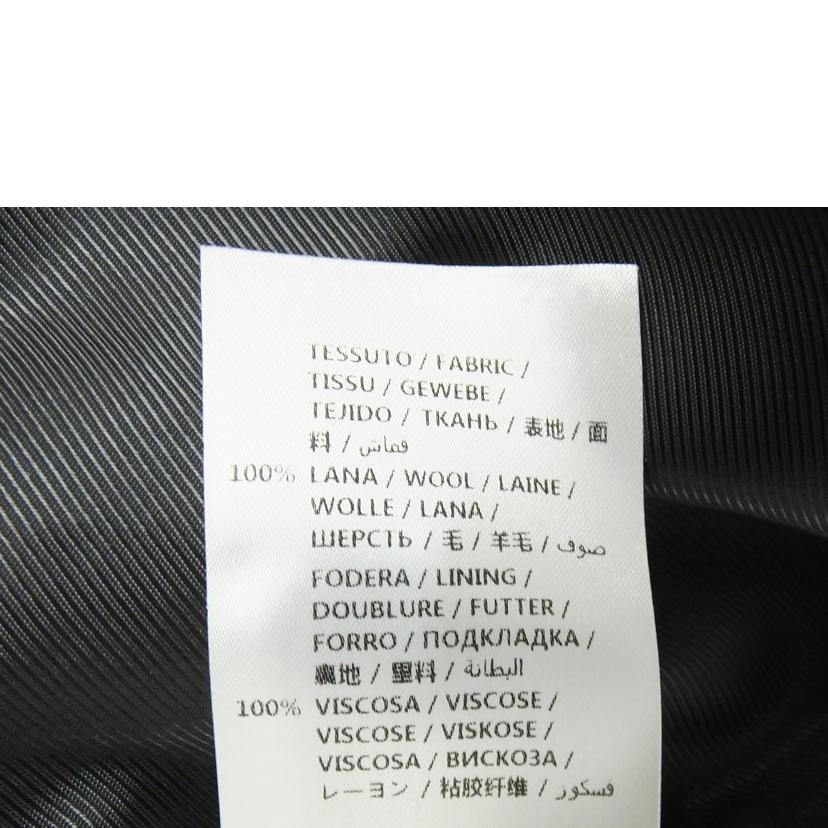 TESSUTO / FABRIC /
TISSU / GEWEBE /
TEJIDO / ТКАНЬ / 表地 / 面
料 / قماش
100% LANA / WOOL / LAINE /
WOLLE / LANA /
ШЕРСТЬ / 毛 / 羊毛 / صوف
FODERA / LINING /
DOUBLURE / FUTTER /
FORRO / ПОДКЛАДКА /
裏地 / 里料 / البطانة
100% VISCOSA / VISCOSE /
VISCOSE / VISKOSE /
VISCOSA / ВИСКОЗА /
レーヨン / 粘胶纤维 / فسكوز